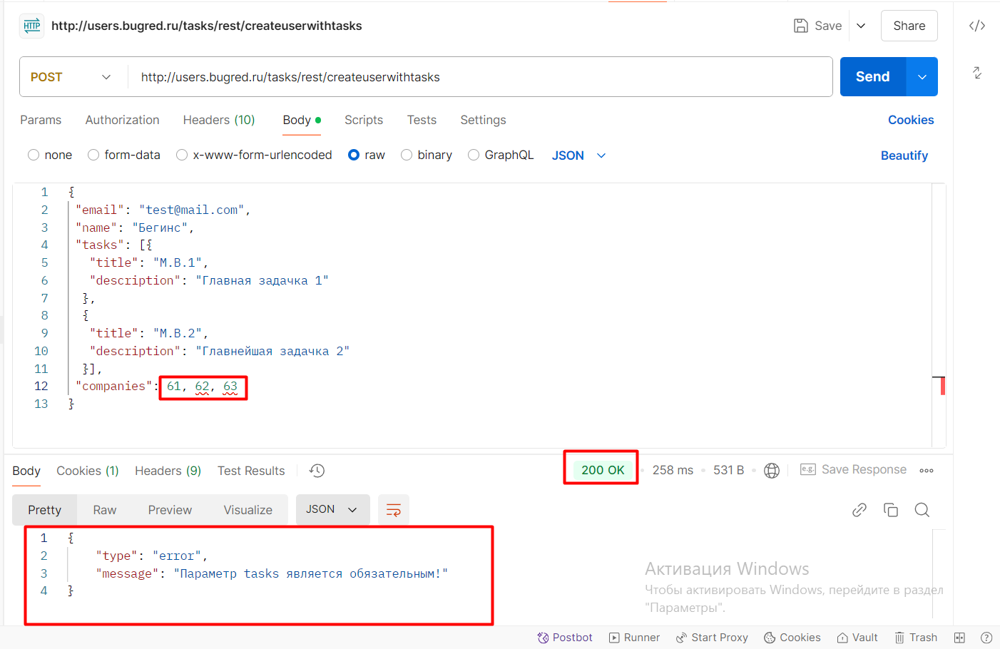 HTTP http://users.bugred.ru/tasks/rest/createuserwithtasks Save Share </>
POST http://users.bugred.ru/tasks/rest/createuserwithtasks Send
Params Authorization Headers (10) Body Scripts Tests Settings Cookies
none form-data x-www-form-urlencoded raw binary GraphQL JSON Beautify
1 {
2 "email": "test@mail.com",
3 "name": "Бегинс",
4 "tasks": [{
5 "title": "М.В.1",
6 "description": "Главная задачка 1"
7 },
8 {
9 "title": "М.В.2",
10 "description": "Главнейшая задачка 2"
11 }],
12 "companies": 61, 62, 63
13 }
Body Cookies (1) Headers (9) Test Results 200 OK 258 ms 531 B e.g. Save Response
Pretty Raw Preview Visualize JSON
1 {
2 "type": "error",
3 "message": "Параметр tasks является обязательным!"
4 }
Активация Windows
Чтобы активировать Windows, перейдите в раздел
"Параметры".
Postbot Runner Start Proxy Cookies Vault Trash